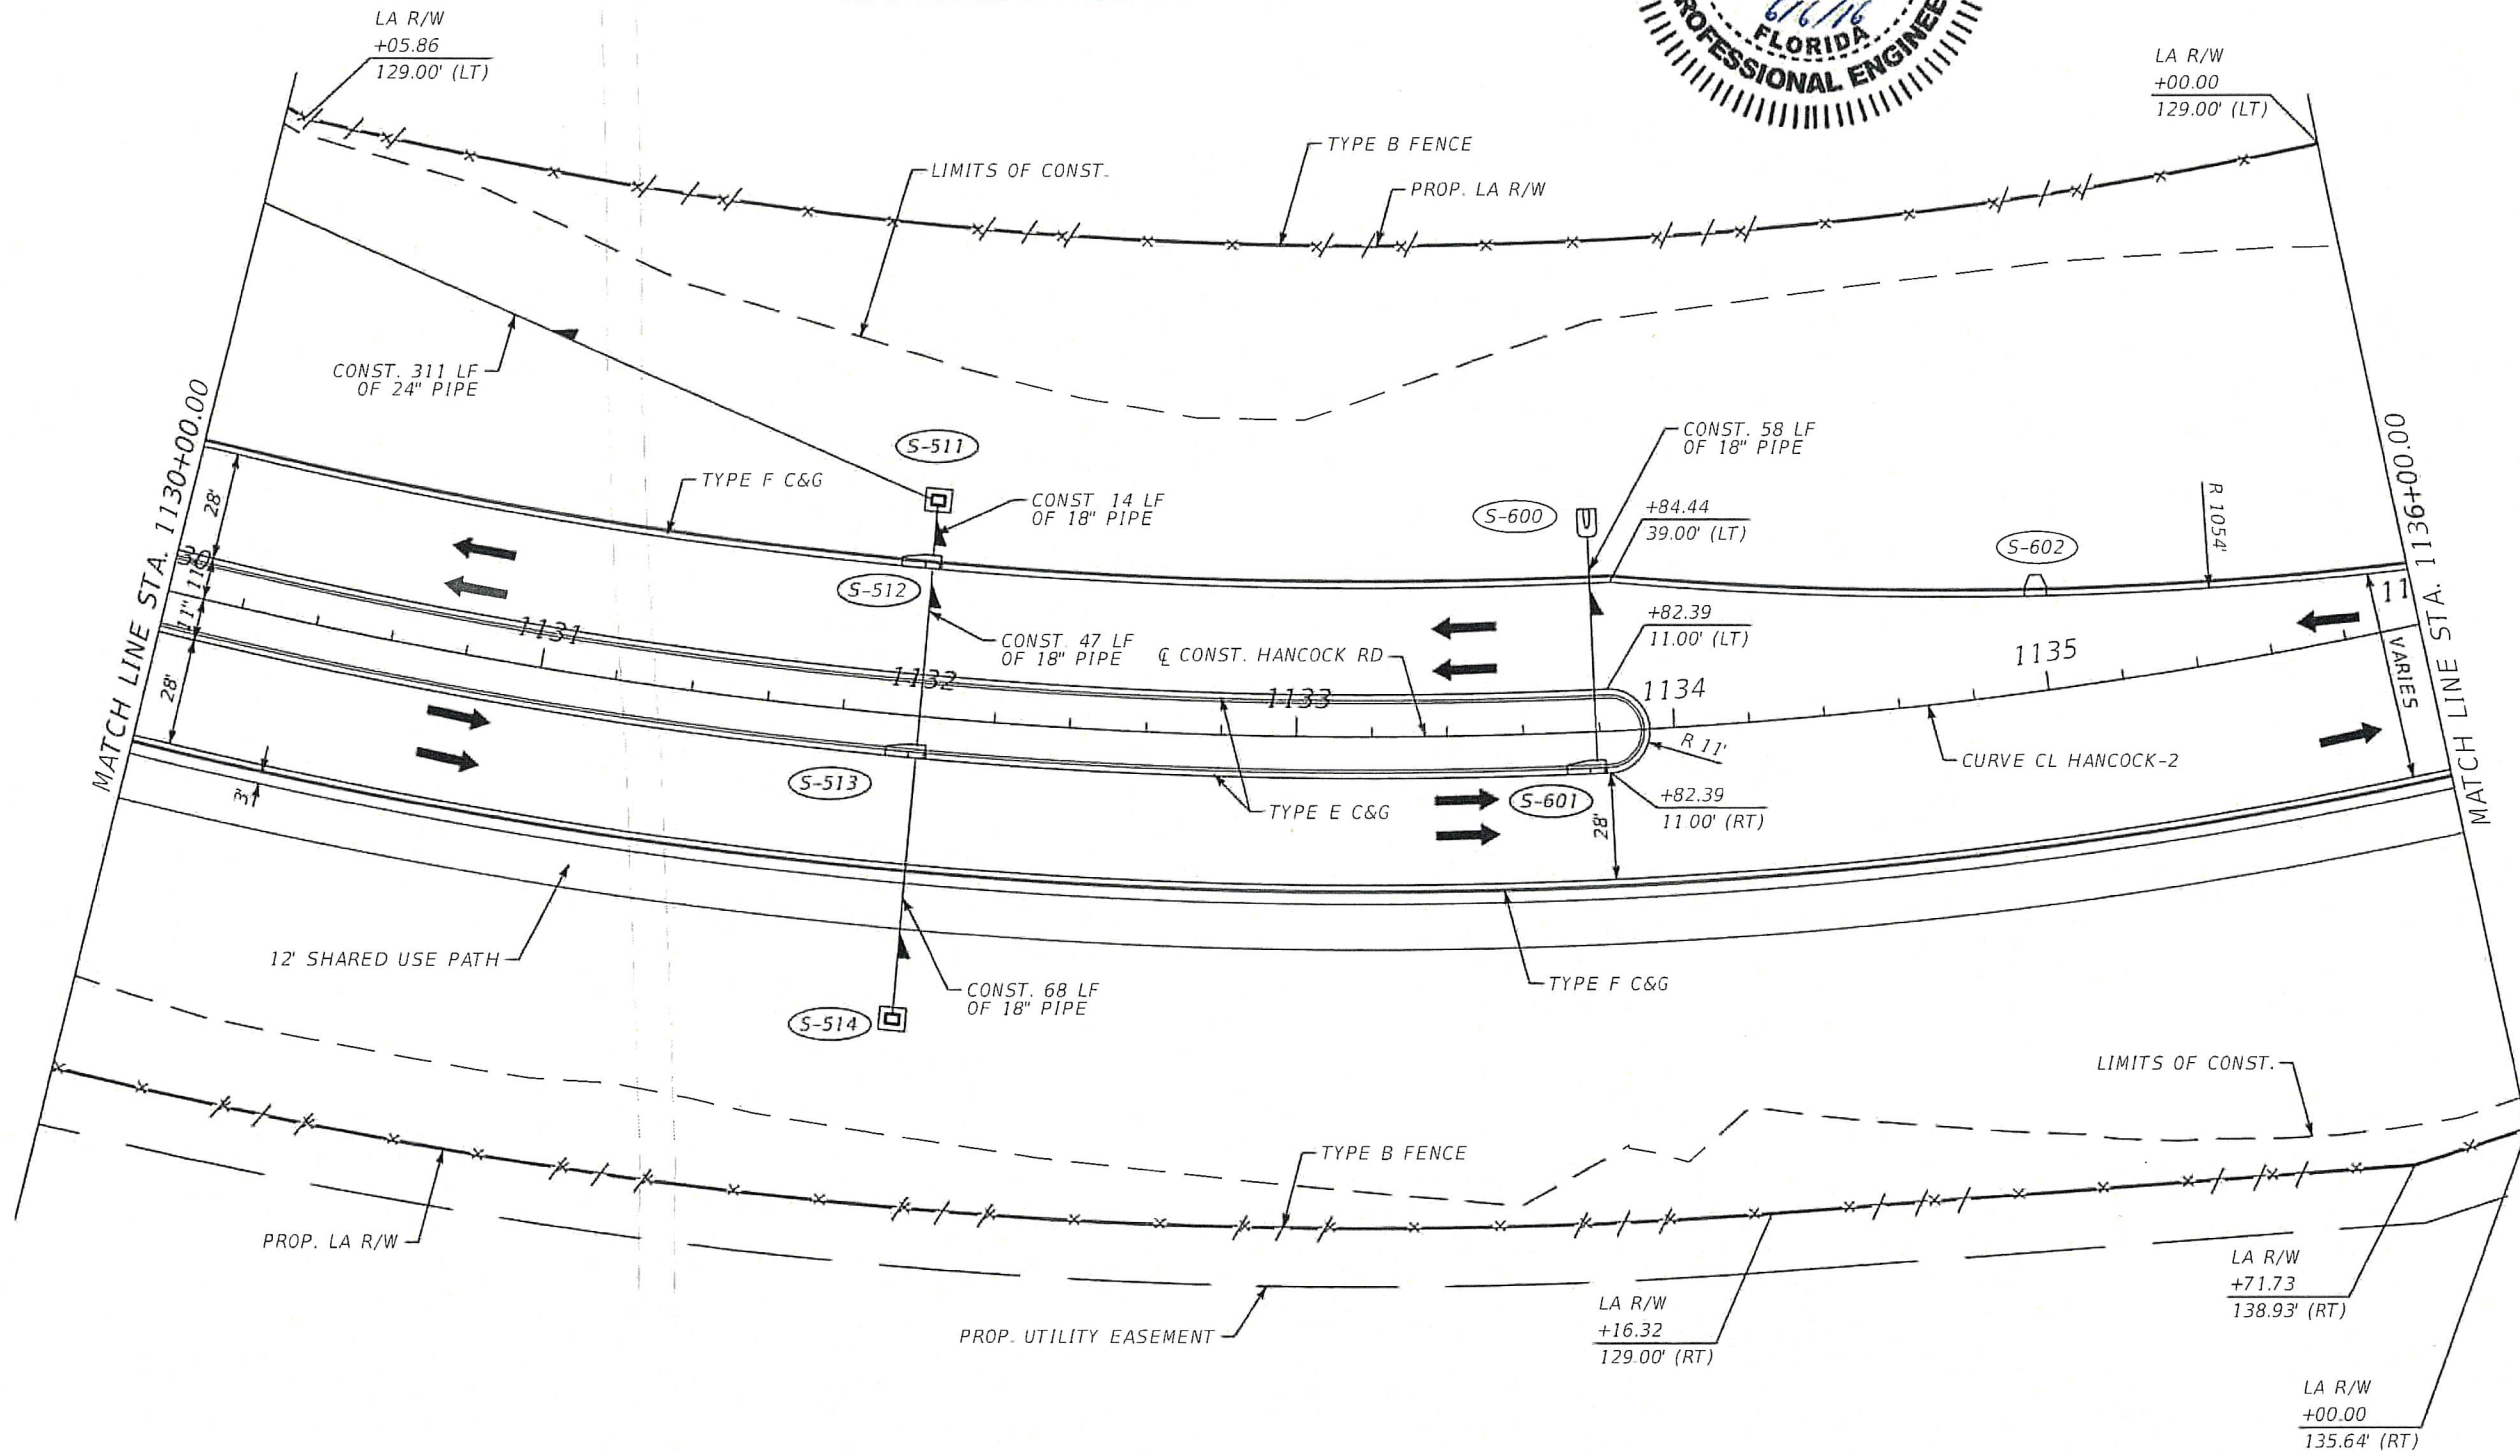 6/6/16
FLORIDA
PROFESSIONAL ENGINEE
LA R/W
+05.86
129.00' (LT)
LA R/W
+00.00
129.00' (LT)
TYPE B FENCE
LIMITS OF CONST.
PROP. LA R/W
CONST. 311 LF
OF 24" PIPE
MATCH LINE STA. 1130+00.00
S-511
CONST. 58 LF
OF 18" PIPE
TYPE F C&G
CONST 14 LF
OF 18" PIPE
S-600
+84.44
39.00' (LT)
R 1054'
28'
S-602
MATCH LINE STA. 1136+00.00
S-512
11'
11'
1131
CONST. 47 LF
OF 18" PIPE
℄ CONST. HANCOCK RD
+82.39
11.00' (LT)
11
1132
1133
1134
1135
VARIES
28'
R 11'
CURVE CL HANCOCK-2
3'
S-513
TYPE E C&G
S-601
+82.39
11.00' (RT)
28'
12' SHARED USE PATH
CONST. 68 LF
OF 18" PIPE
TYPE F C&G
S-514
LIMITS OF CONST.
TYPE B FENCE
PROP. LA R/W
PROP. UTILITY EASEMENT
LA R/W
+16.32
129.00' (RT)
LA R/W
+71.73
138.93' (RT)
LA R/W
+00.00
135.64' (RT)